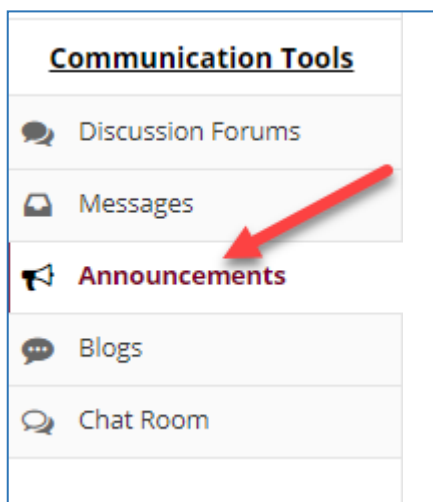 Communication Tools
Discussion Forums
Messages
Announcements
Blogs
Chat Room